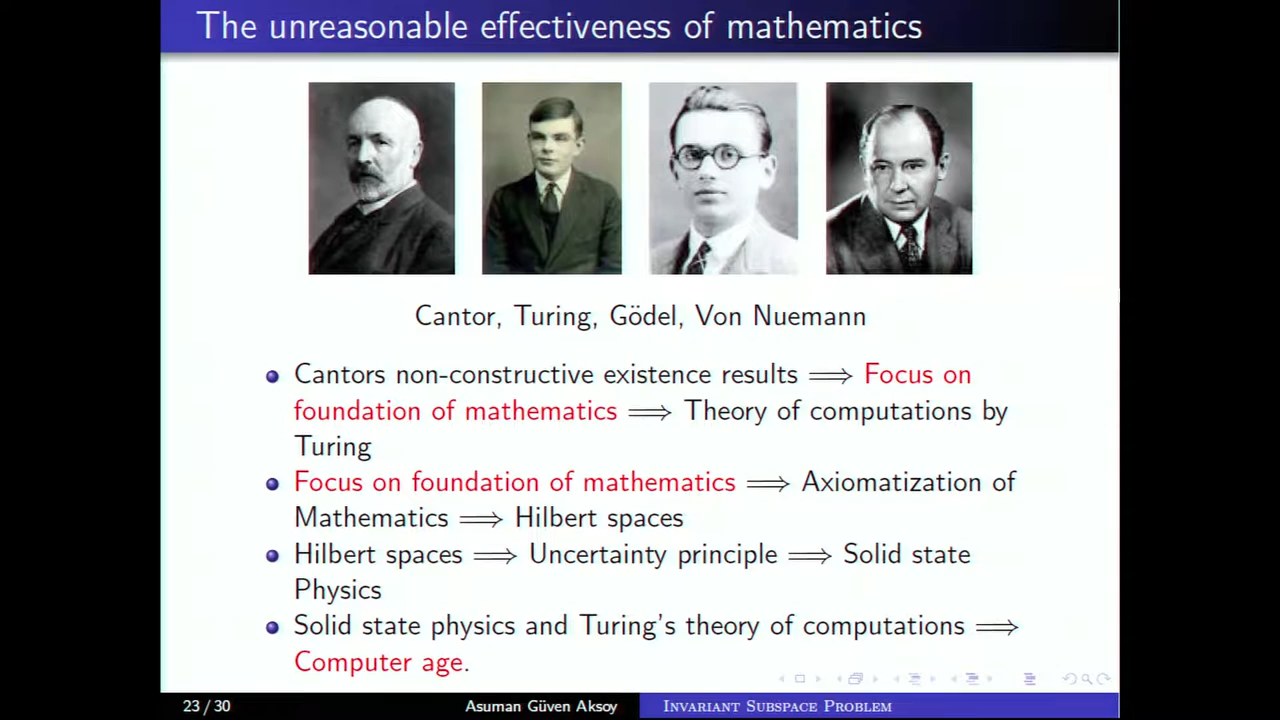 The unreasonable effectiveness of mathematics
Cantor, Turing, Gödel, Von Nuemann
Cantors non-constructive existence results ⟹ Focus on
foundation of mathematics ⟹ Theory of computations by
Turing
Focus on foundation of mathematics ⟹ Axiomatization of
Mathematics ⟹ Hilbert spaces
Hilbert spaces ⟹ Uncertainty principle ⟹ Solid state
Physics
Solid state physics and Turing's theory of computations ⟹
Computer age.
23 / 30 Asuman Güven Aksoy INVARIANT SUBSPACE PROBLEM